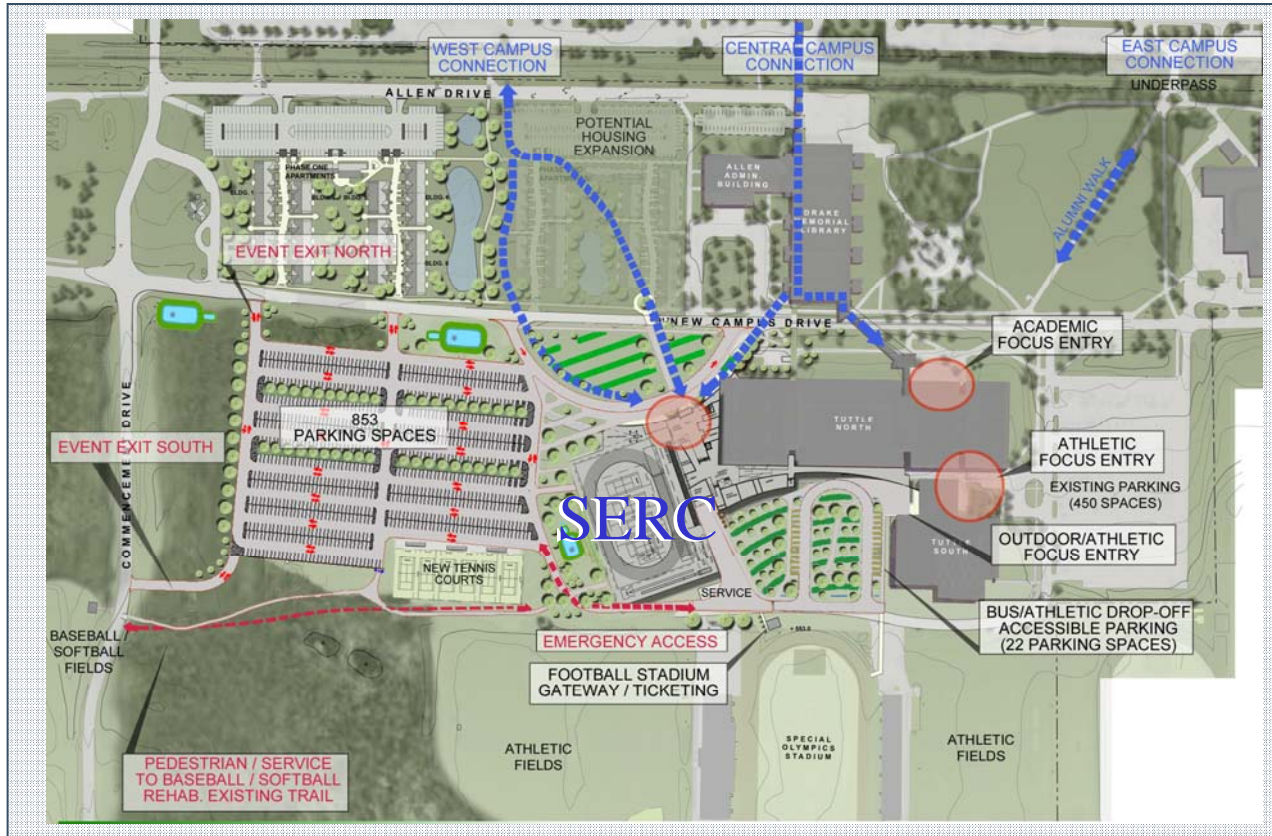 WEST CAMPUS
CONNECTION
CENTRAL CAMPUS
CONNECTION
EAST CAMPUS
CONNECTION
UNDERPASS
ALLEN DRIVE
POTENTIAL
HOUSING
EXPANSION
PHASE ONE
APARTMENTS
BLDG. 1
ALLEN
ADMIN.
BUILDING
DRAKE
MEMORIAL
LIBRARY
ALUMNI WALK
EVENT EXIT NORTH
NEW CAMPUS DRIVE
ACADEMIC
FOCUS ENTRY
COMMENCEMENT DRIVE
853
PARKING SPACES
TUTTLE
NORTH
EVENT EXIT SOUTH
ATHLETIC
FOCUS ENTRY
EXISTING PARKING
(450 SPACES)
SERC
TUTTLE
SOUTH
OUTDOOR/ATHLETIC
FOCUS ENTRY
NEW TENNIS
COURTS
SERVICE
BUS/ATHLETIC DROP-OFF
ACCESSIBLE PARKING
(22 PARKING SPACES)
BASEBALL /
SOFTBALL
FIELDS
EMERGENCY ACCESS
FOOTBALL STADIUM
GATEWAY / TICKETING
ATHLETIC
FIELDS
SPECIAL
OLYMPICS
STADIUM
ATHLETIC
FIELDS
PEDESTRIAN / SERVICE
TO BASEBALL / SOFTBALL
REHAB. EXISTING TRAIL